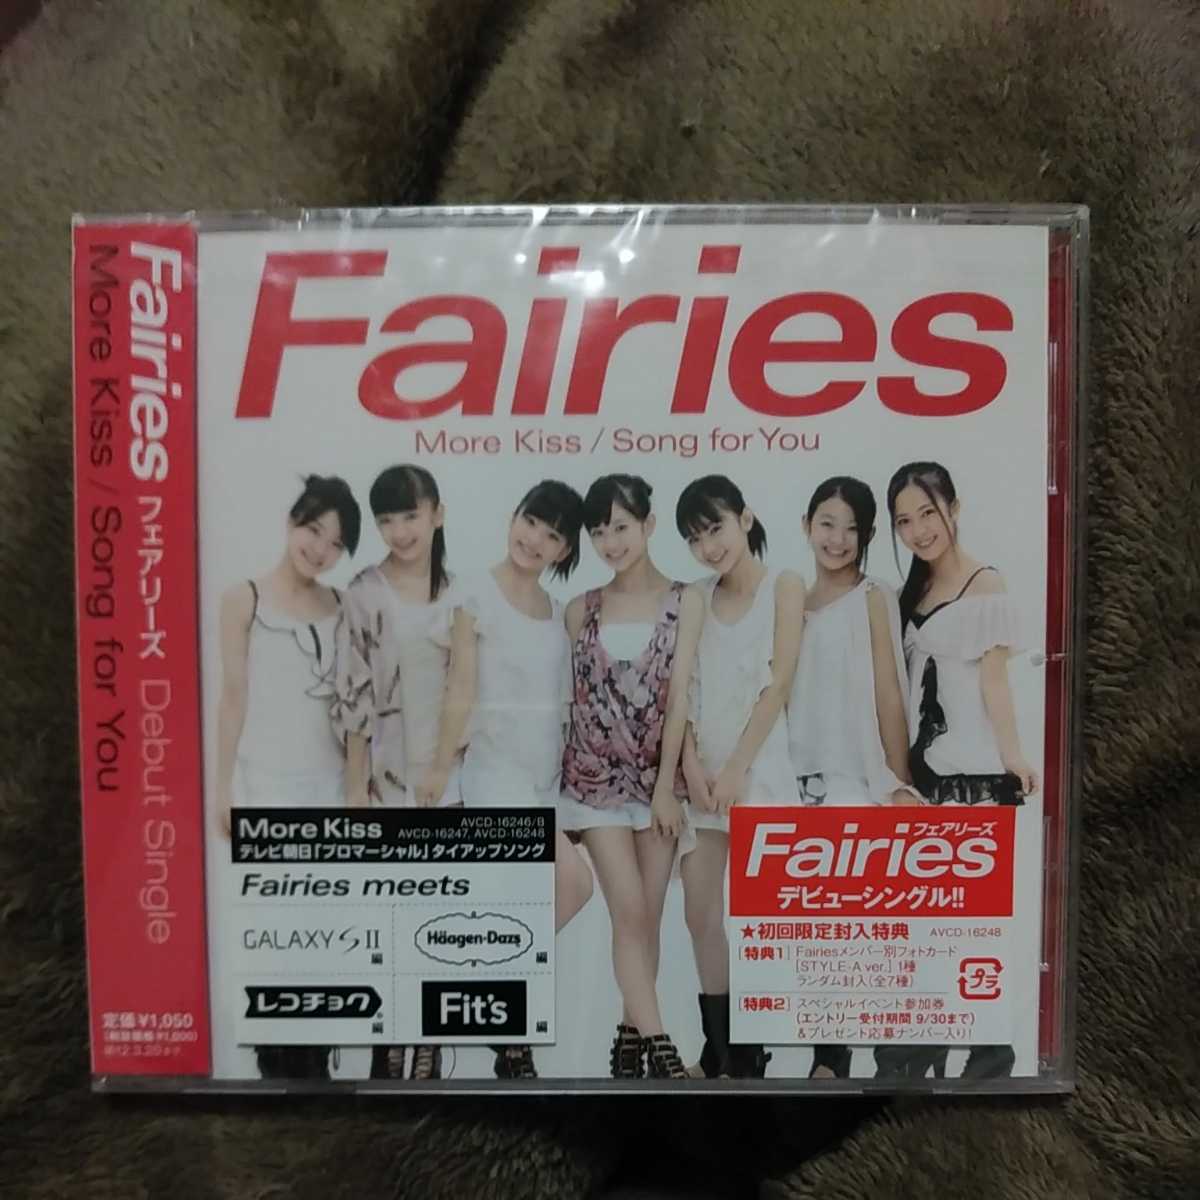 Fairies フェアリーズ Debut Single
More Kiss / Song for You
定価¥1,050
Fairies
More Kiss / Song for You
More Kiss
AVCD-16246/B
AVCD-16247, AVCD-16248
テレビ朝日「プロマーシャル」タイアップソング
Fairies meets
GALAXY S II 編
Häagen-Dazs 編
レコチョク 編
Fit's 編
フェアリーズ
Fairies
デビューシングル!!
★初回限定封入特典 AVCD-16248
[特典1] Fairiesメンバー別フォトカード
[STYLE-A ver.] 1種
ランダム封入(全7種)
プラ
[特典2] スペシャルイベント参加券
(エントリー受付期間 9/30まで)
&プレゼント応募ナンバー入り!